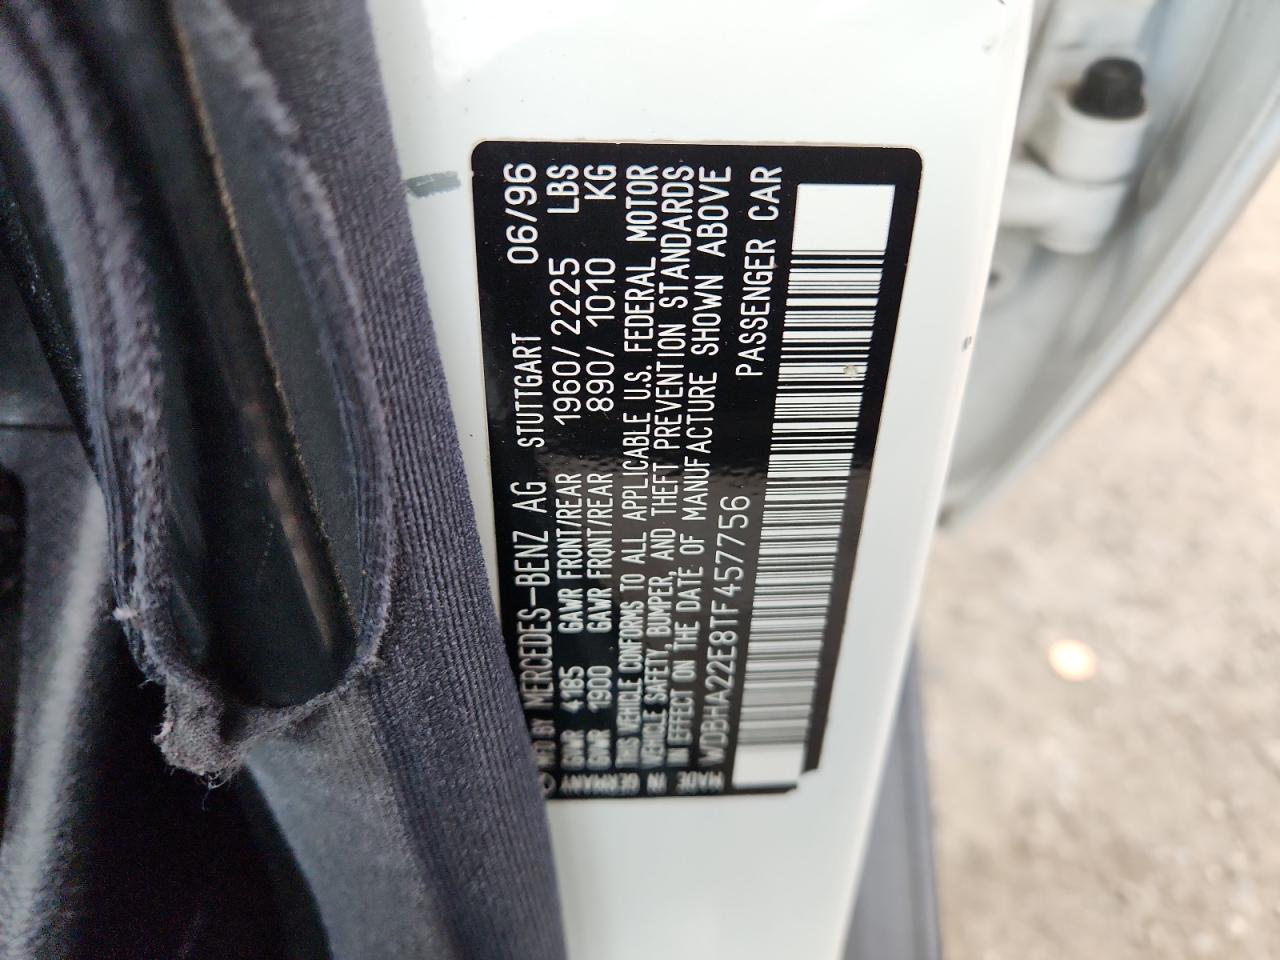 MFD BY MERCEDES-BENZ AG STUTTGART 06/96
GVWR 4185 GAWR FRONT/REAR 1960/2225 LBS
GVWR 1900 GAWR FRONT/REAR 890/1010 KG
THIS VEHICLE CONFORMS TO ALL APPLICABLE U.S. FEDERAL MOTOR
VEHICLE SAFETY, BUMPER, AND THEFT PREVENTION STANDARDS
IN EFFECT ON THE DATE OF MANUFACTURE SHOWN ABOVE
WDBHA22E8TF457756 PASSENGER CAR
MADE IN GERMANY